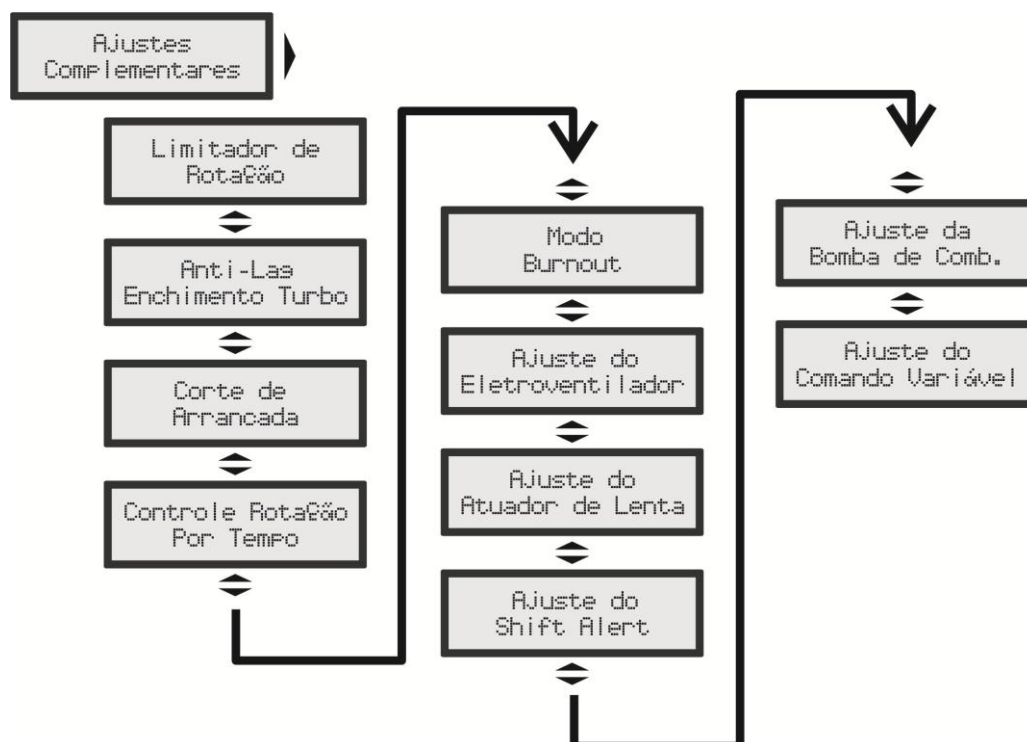 Ajustes
Complementares
Limitador de
Rotação
Anti-Lag
Enchimento Turbo
Corte de
Arrancada
Controle Rotação
Por Tempo
Modo
Burnout
Ajuste do
Eletroventilador
Ajuste do
Atuador de Lenta
Ajuste do
Shift Alert
Ajuste da
Bomba de Comb.
Ajuste do
Comando Variável